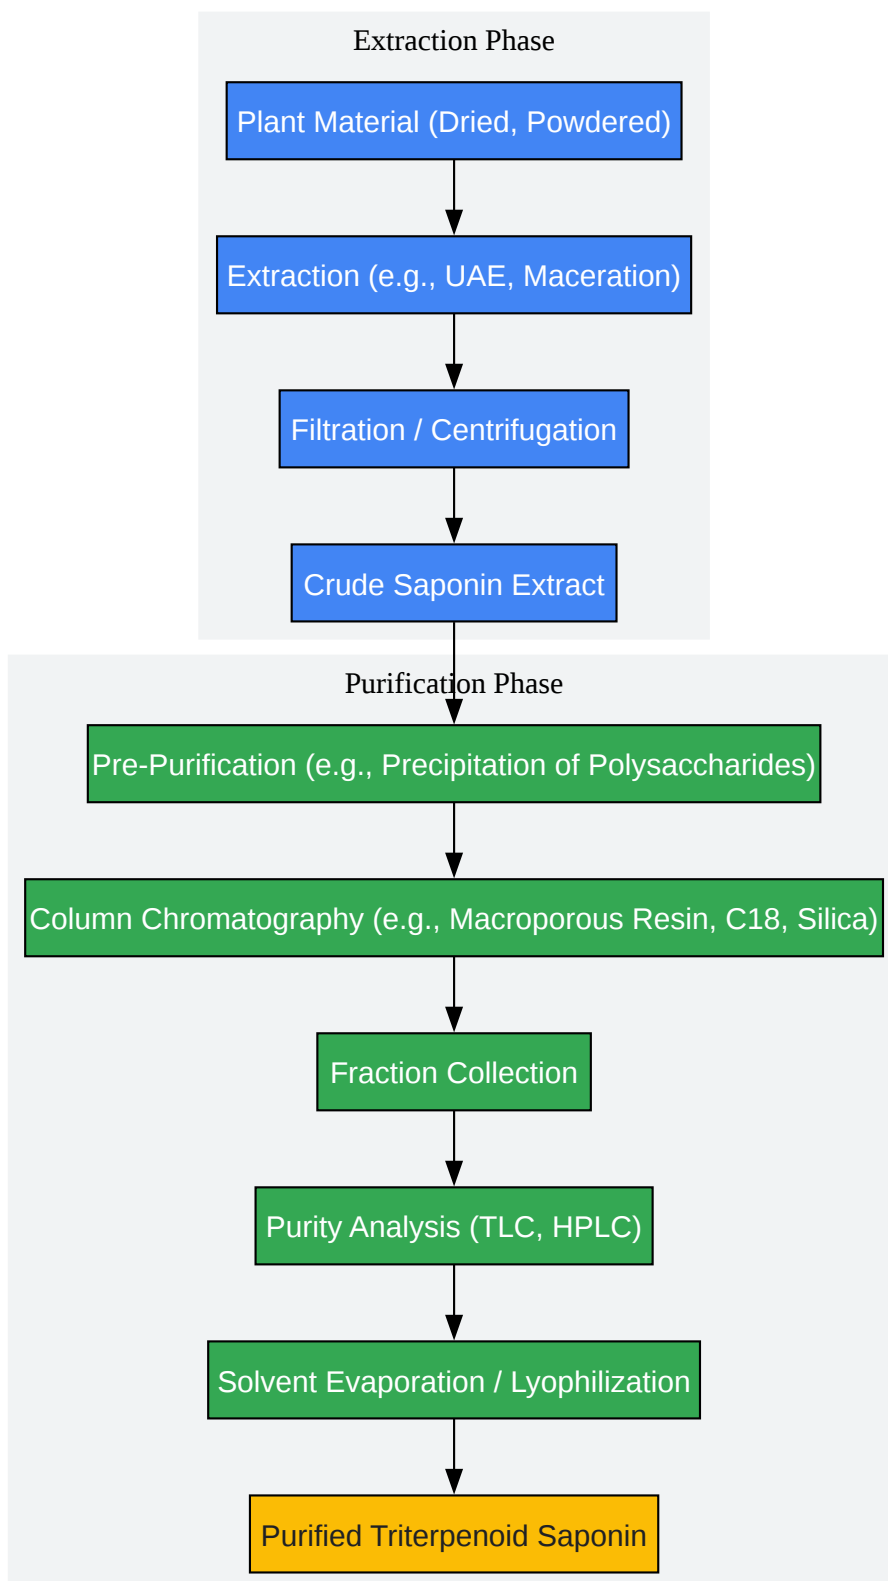 Extraction Phase
Plant Material (Dried, Powdered)
Extraction (e.g., UAE, Maceration)
Filtration / Centrifugation
Crude Saponin Extract
Purification Phase
Pre-Purification (e.g., Precipitation of Polysaccharides)
Column Chromatography (e.g., Macroporous Resin, C18, Silica)
Fraction Collection
Purity Analysis (TLC, HPLC)
Solvent Evaporation / Lyophilization
Purified Triterpenoid Saponin